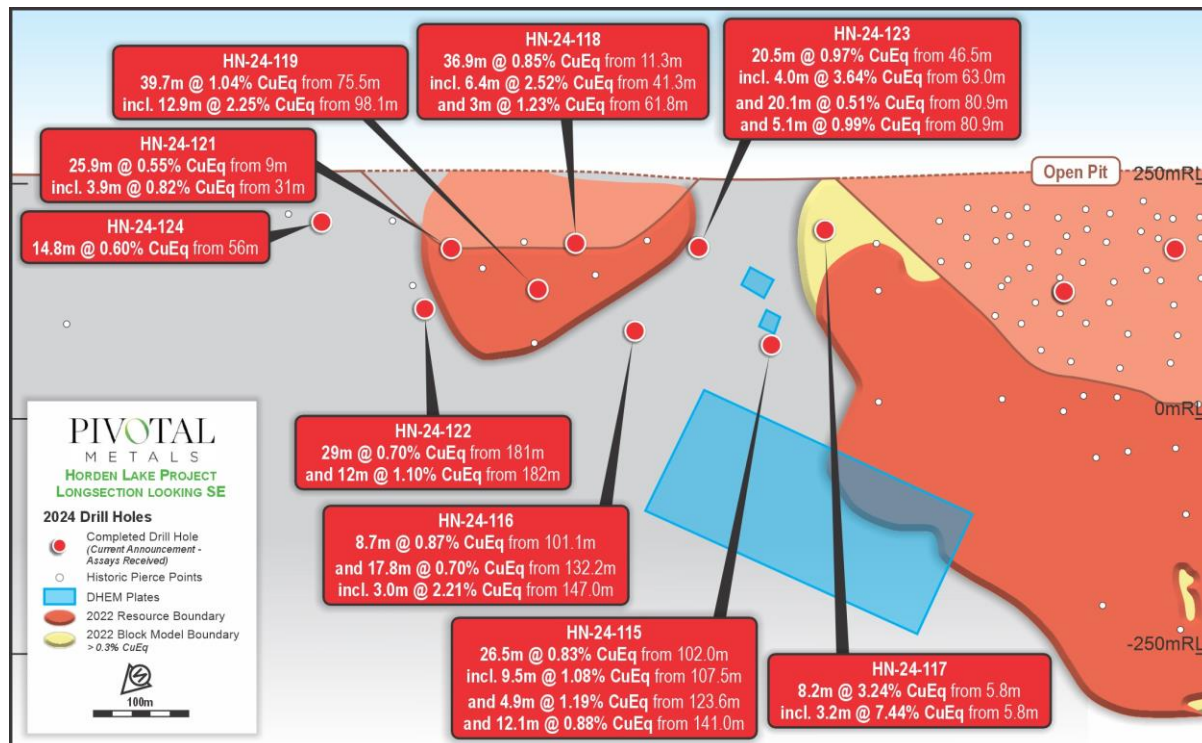 HN-24-118
36.9m @ 0.85% CuEq from 11.3m
incl. 6.4m @ 2.52% CuEq from 41.3m
and 3m @ 1.23% CuEq from 61.8m
HN-24-123
20.5m @ 0.97% CuEq from 46.5m
incl. 4.0m @ 3.64% CuEq from 63.0m
and 20.1m @ 0.51% CuEq from 80.9m
and 5.1m @ 0.99% CuEq from 80.9m
HN-24-119
39.7m @ 1.04% CuEq from 75.5m
incl. 12.9m @ 2.25% CuEq from 98.1m
HN-24-121
25.9m @ 0.55% CuEq from 9m
incl. 3.9m @ 0.82% CuEq from 31m
HN-24-124
14.8m @ 0.60% CuEq from 56m
Open Pit
250mRL
0mRL
-250mRL
HN-24-122
29m @ 0.70% CuEq from 181m
and 12m @ 1.10% CuEq from 182m
HN-24-116
8.7m @ 0.87% CuEq from 101.1m
and 17.8m @ 0.70% CuEq from 132.2m
incl. 3.0m @ 2.21% CuEq from 147.0m
HN-24-115
26.5m @ 0.83% CuEq from 102.0m
incl. 9.5m @ 1.08% CuEq from 107.5m
and 4.9m @ 1.19% CuEq from 123.6m
and 12.1m @ 0.88% CuEq from 141.0m
HN-24-117
8.2m @ 3.24% CuEq from 5.8m
incl. 3.2m @ 7.44% CuEq from 5.8m
PIVOTAL
METALS
HORDEN LAKE PROJECT
LONGSECTION LOOKING SE
2024 Drill Holes
Completed Drill Hole
(Current Announcement -
Assays Received)
Historic Pierce Points
DHEM Plates
2022 Resource Boundary
2022 Block Model Boundary
> 0.3% CuEq
100m